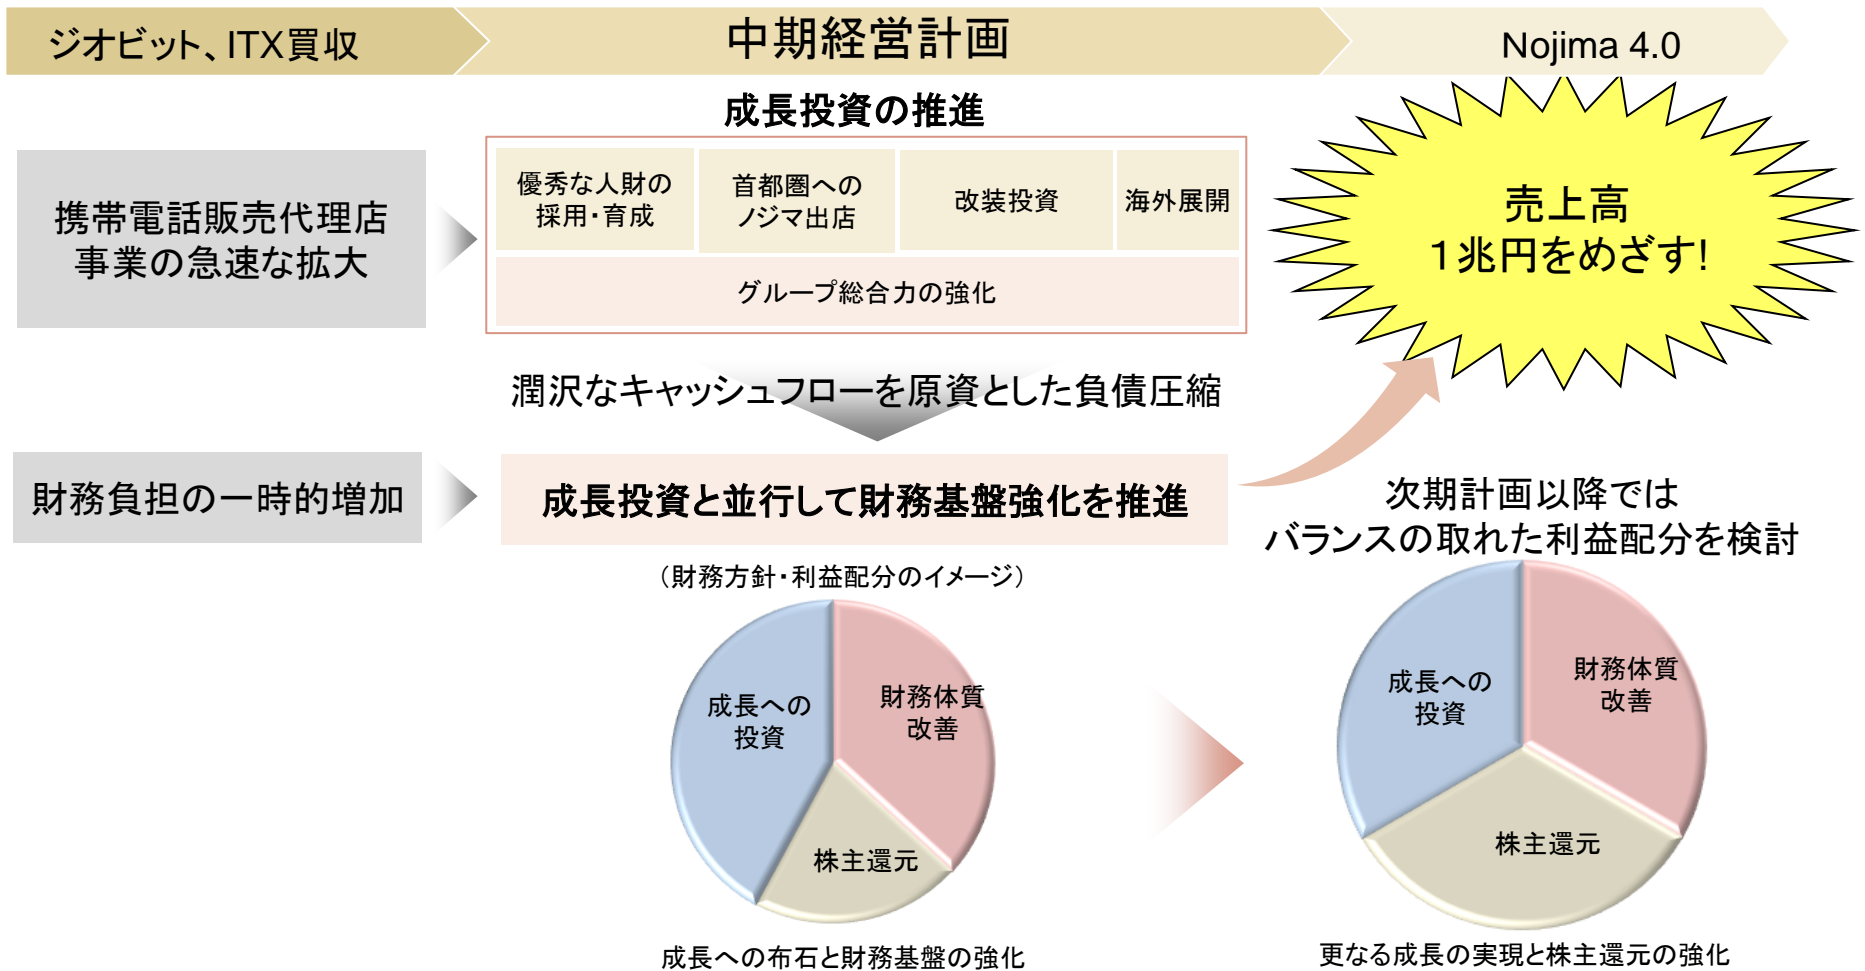 ジオビット、ITX買収
中期経営計画
Nojima 4.0
成長投資の推進
携帯電話販売代理店
事業の急速な拡大
優秀な人財の
採用・育成
首都圏への
ノジマ出店
改装投資
海外展開
グループ総合力の強化
売上高
1兆円をめざす!
潤沢なキャッシュフローを原資とした負債圧縮
財務負担の一時的増加
成長投資と並行して財務基盤強化を推進
次期計画以降では
バランスの取れた利益配分を検討
（財務方針・利益配分のイメージ）
成長への
投資
財務体質
改善
株主還元
成長への
投資
財務体質
改善
株主還元
成長への布石と財務基盤の強化
更なる成長の実現と株主還元の強化